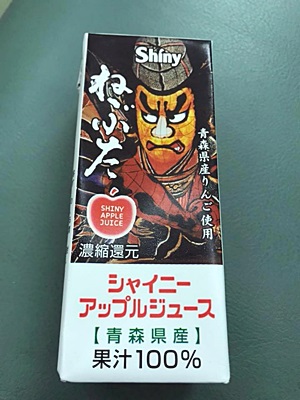 Shiny
ねぶた
青森県産りんご使用
SHINY
APPLE
JUICE
濃縮還元
シャイニー
アップルジュース
【青森県産】
果汁100%